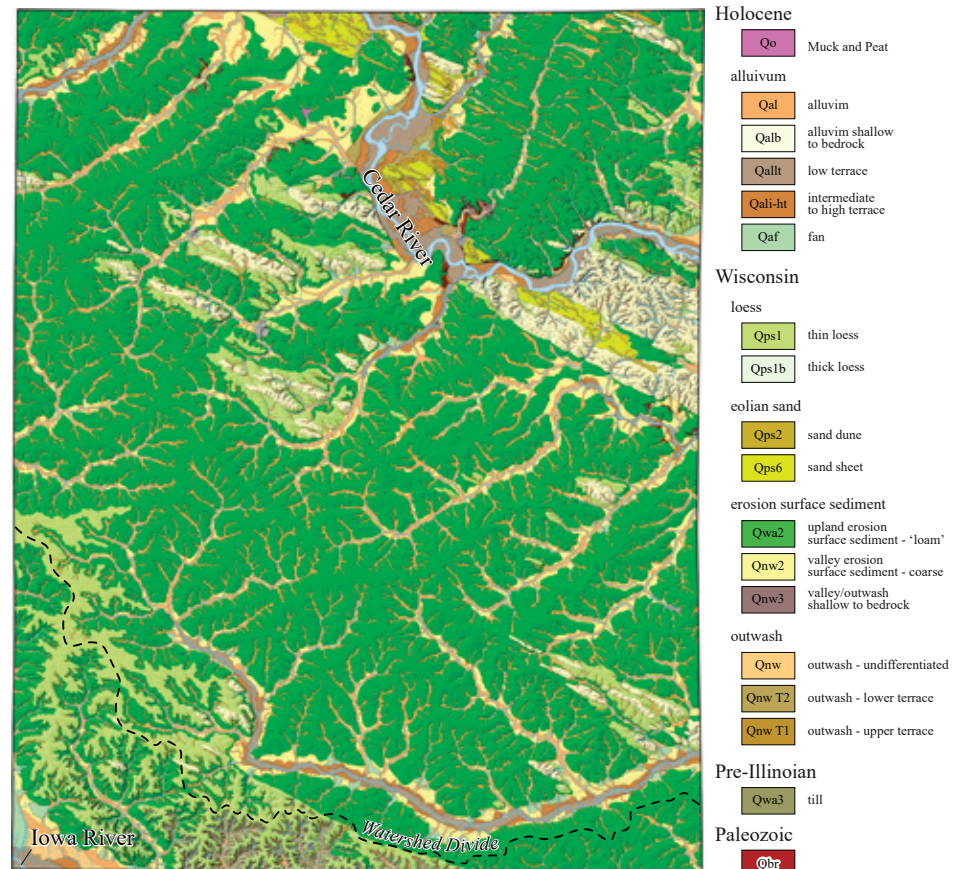 Cedar River
Iowa River
Watershed Divide
Holocene
Qo
Muck and Peat
alluivum
Qal
alluvim
Qalb
alluvim shallow
to bedrock
Qallt
low terrace
Qali-ht
intermediate
to high terrace
Qaf
fan
Wisconsin
loess
Qps1
thin loess
Qps1b
thick loess
eolian sand
Qps2
sand dune
Qps6
sand sheet
erosion surface sediment
Qwa2
upland erosion
surface sediment - ‘loam’
Qnw2
valley erosion
surface sediment - coarse
Qnw3
valley/outwash
shallow to bedrock
outwash
Qnw
outwash - undifferentiated
Qnw T2
outwash - lower terrace
Qnw T1
outwash - upper terrace
Pre-Illinoian
Qwa3
till
Paleozoic
Qbr